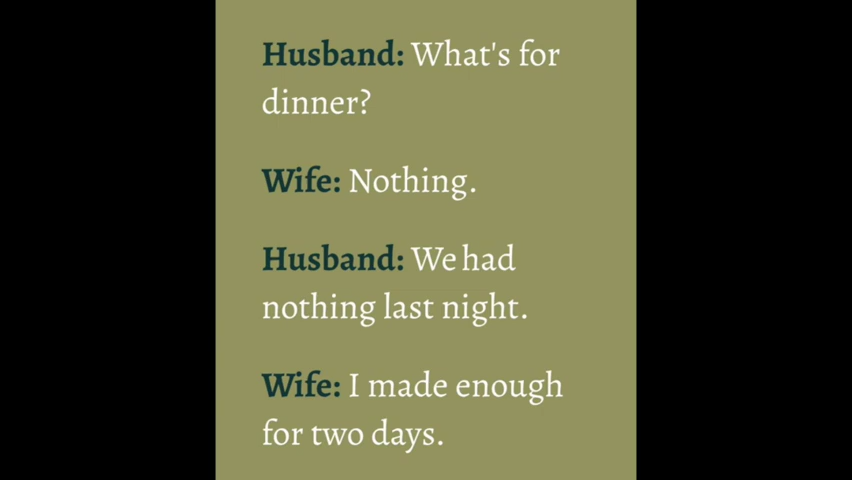 Husband: What's for
dinner?
Wife: Nothing.
Husband: We had
nothing last night.
Wife: I made enough
for two days.